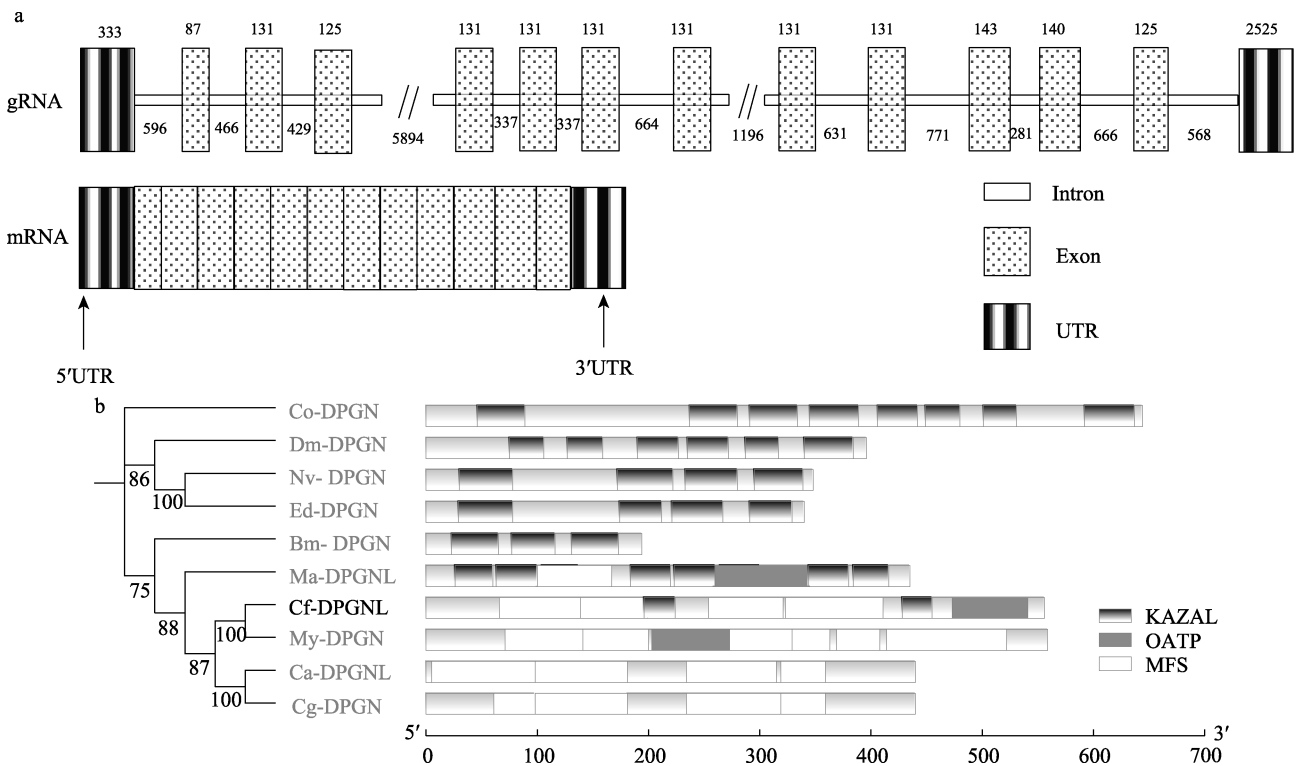 a
333 87 131 125 131 131 131 131 131 131 143 140 125 2525
gRNA
596 466 429 5894 337 337 664 1196 631 771 281 666 568
mRNA
Intron
Exon
UTR
5′UTR
3′UTR
b
Co-DPGN
Dm-DPGN
86
Nv- DPGN
100
Ed-DPGN
Bm- DPGN
75
Ma-DPGNL
88
Cf-DPGNL
100
My-DPGN
87
Ca-DPGNL
100
Cg-DPGN
KAZAL
OATP
MFS
5′ 3′
0 100 200 300 400 500 600 700